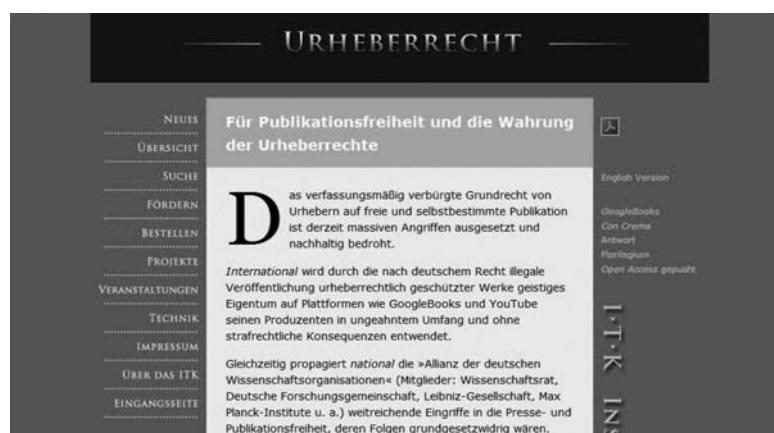 URHEBERRECHT
NEUES
ÜBERSICHT
SUCHE
FÖRDERN
BESTELLEN
PROJEKTE
VERANSTALTUNGEN
TECHNIK
IMPRESSUM
ÜBER DAS ITK
EINGANGSSEITE
Für Publikationsfreiheit und die Wahrung
der Urheberrechte
Das verfassungsmäßig verbürgte Grundrecht von
Urhebern auf freie und selbstbestimmte Publikation
ist derzeit massiven Angriffen ausgesetzt und
nachhaltig bedroht.
International wird durch die nach deutschem Recht illegale
Veröffentlichung urheberrechtlich geschützter Werke geistiges
Eigentum auf Plattformen wie GoogleBooks und YouTube
seinen Produzenten in ungeahntem Umfang und ohne
strafrechtliche Konsequenzen entwendet.
Gleichzeitig propagiert national die »Allianz der deutschen
Wissenschaftsorganisationen« (Mitglieder: Wissenschaftsrat,
Deutsche Forschungsgemeinschaft, Leibniz-Gesellschaft, Max
Planck-Institute u. a.) weitreichende Eingriffe in die Presse- und
Publikationsfreiheit, deren Folgen grundgesetzwidrig wären.
English Version
GoogleBooks
Con Crema
Antwort
Florilegium
Open Access gepusht
I·T·K INS